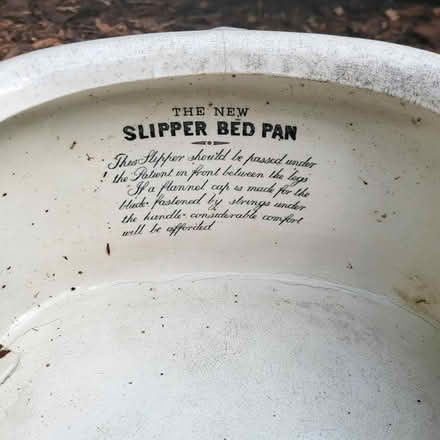 THE NEW
SLIPPER BED PAN
This Slipper should be passed under
the Patient in front between the legs
If a flannel cap is made for the
blade fastened by strings under
the handle considerable comfort
will be afforded